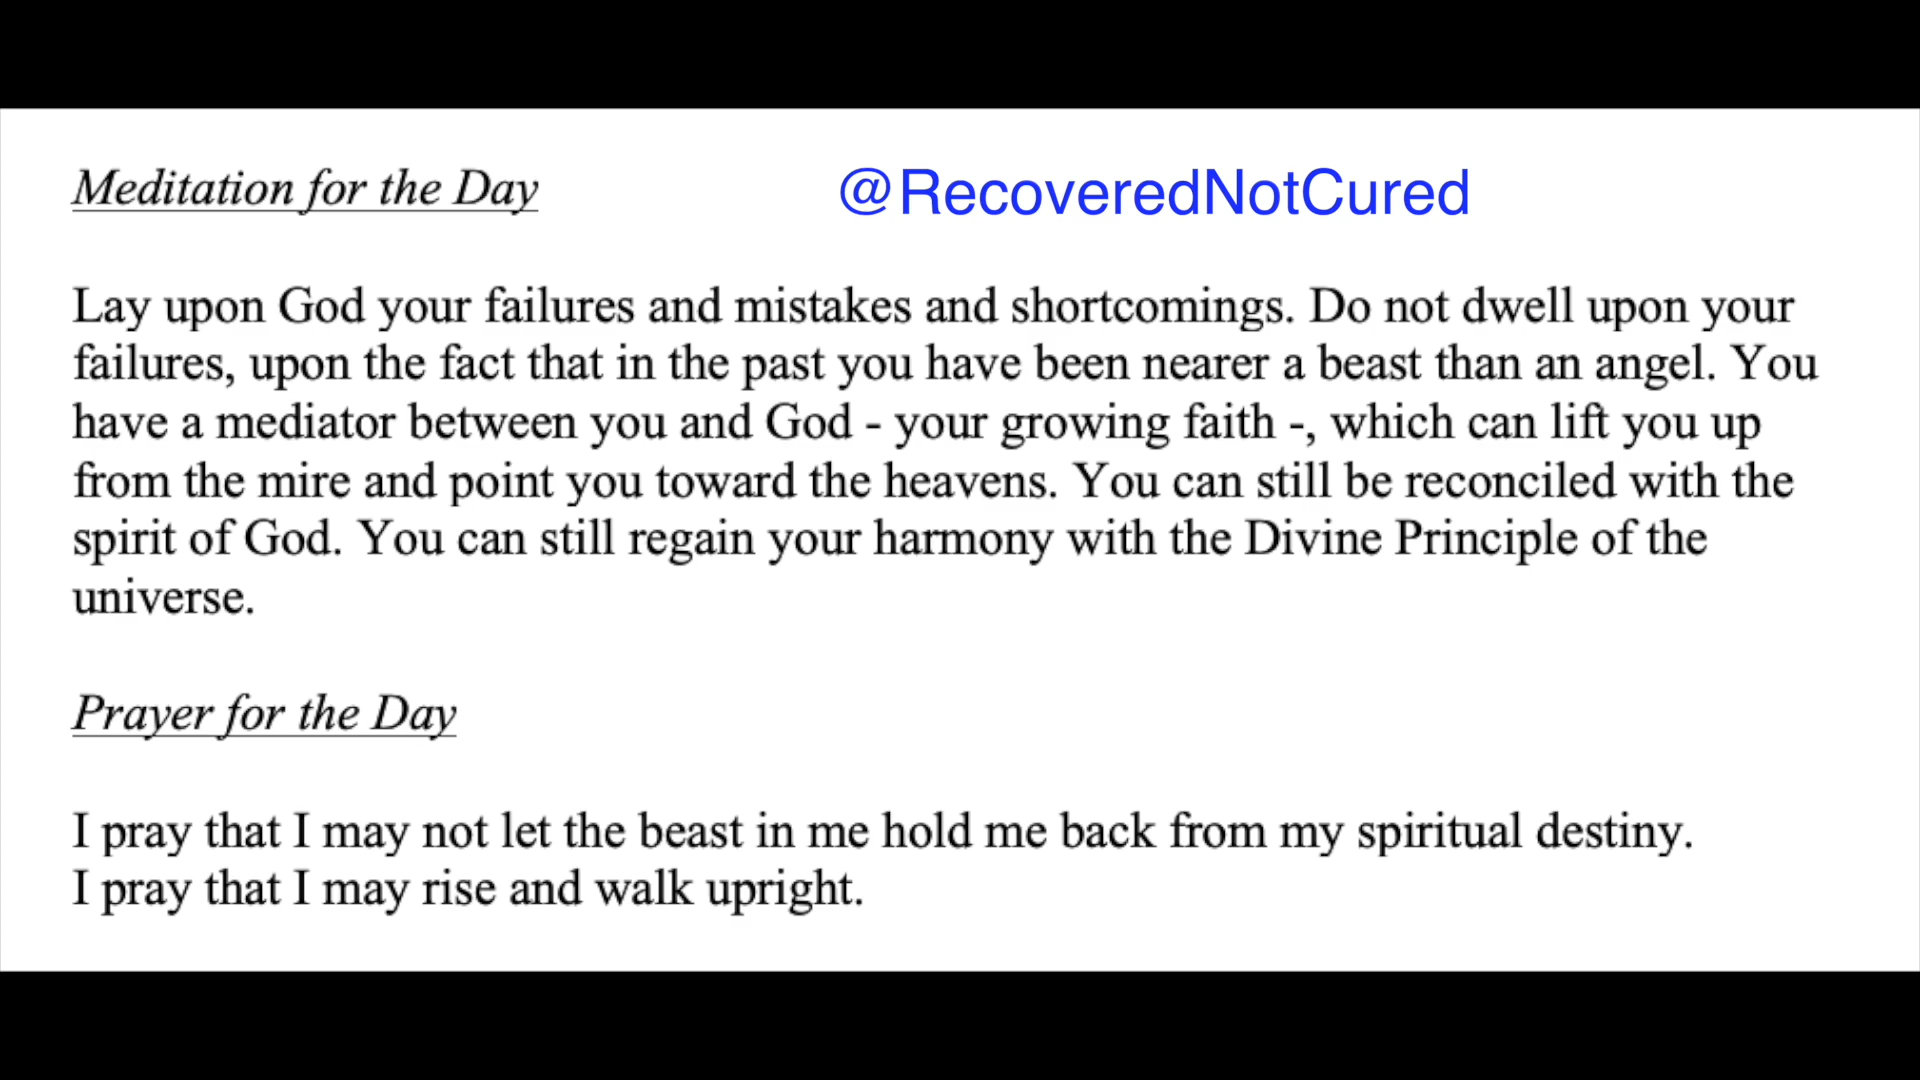 Meditation for the Day
@RecoveredNotCured
Lay upon God your failures and mistakes and shortcomings. Do not dwell upon your
failures, upon the fact that in the past you have been nearer a beast than an angel. You
have a mediator between you and God - your growing faith -, which can lift you up
from the mire and point you toward the heavens. You can still be reconciled with the
spirit of God. You can still regain your harmony with the Divine Principle of the
universe.
Prayer for the Day
I pray that I may not let the beast in me hold me back from my spiritual destiny.
I pray that I may rise and walk upright.